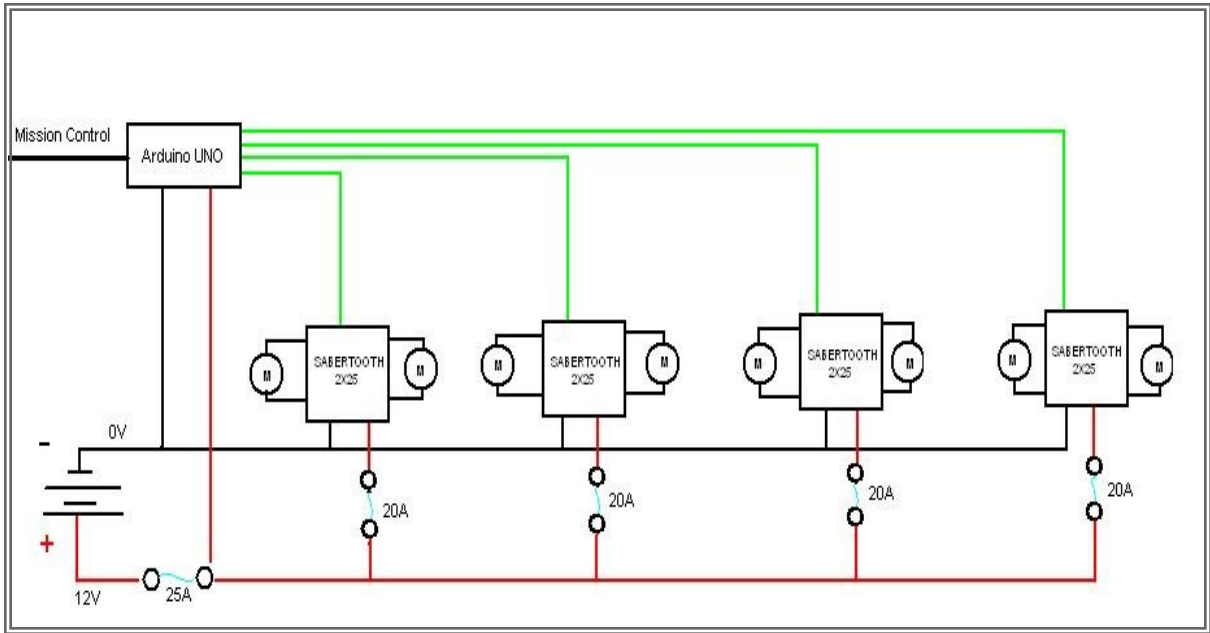 Mission Control
Arduino UNO
M
SABERTOOTH
2X25
M
M
SABERTOOTH
2X25
M
M
SABERTOOTH
2X25
M
M
SABERTOOTH
2X25
M
-
0V
+
12V
25A
20A
20A
20A
20A